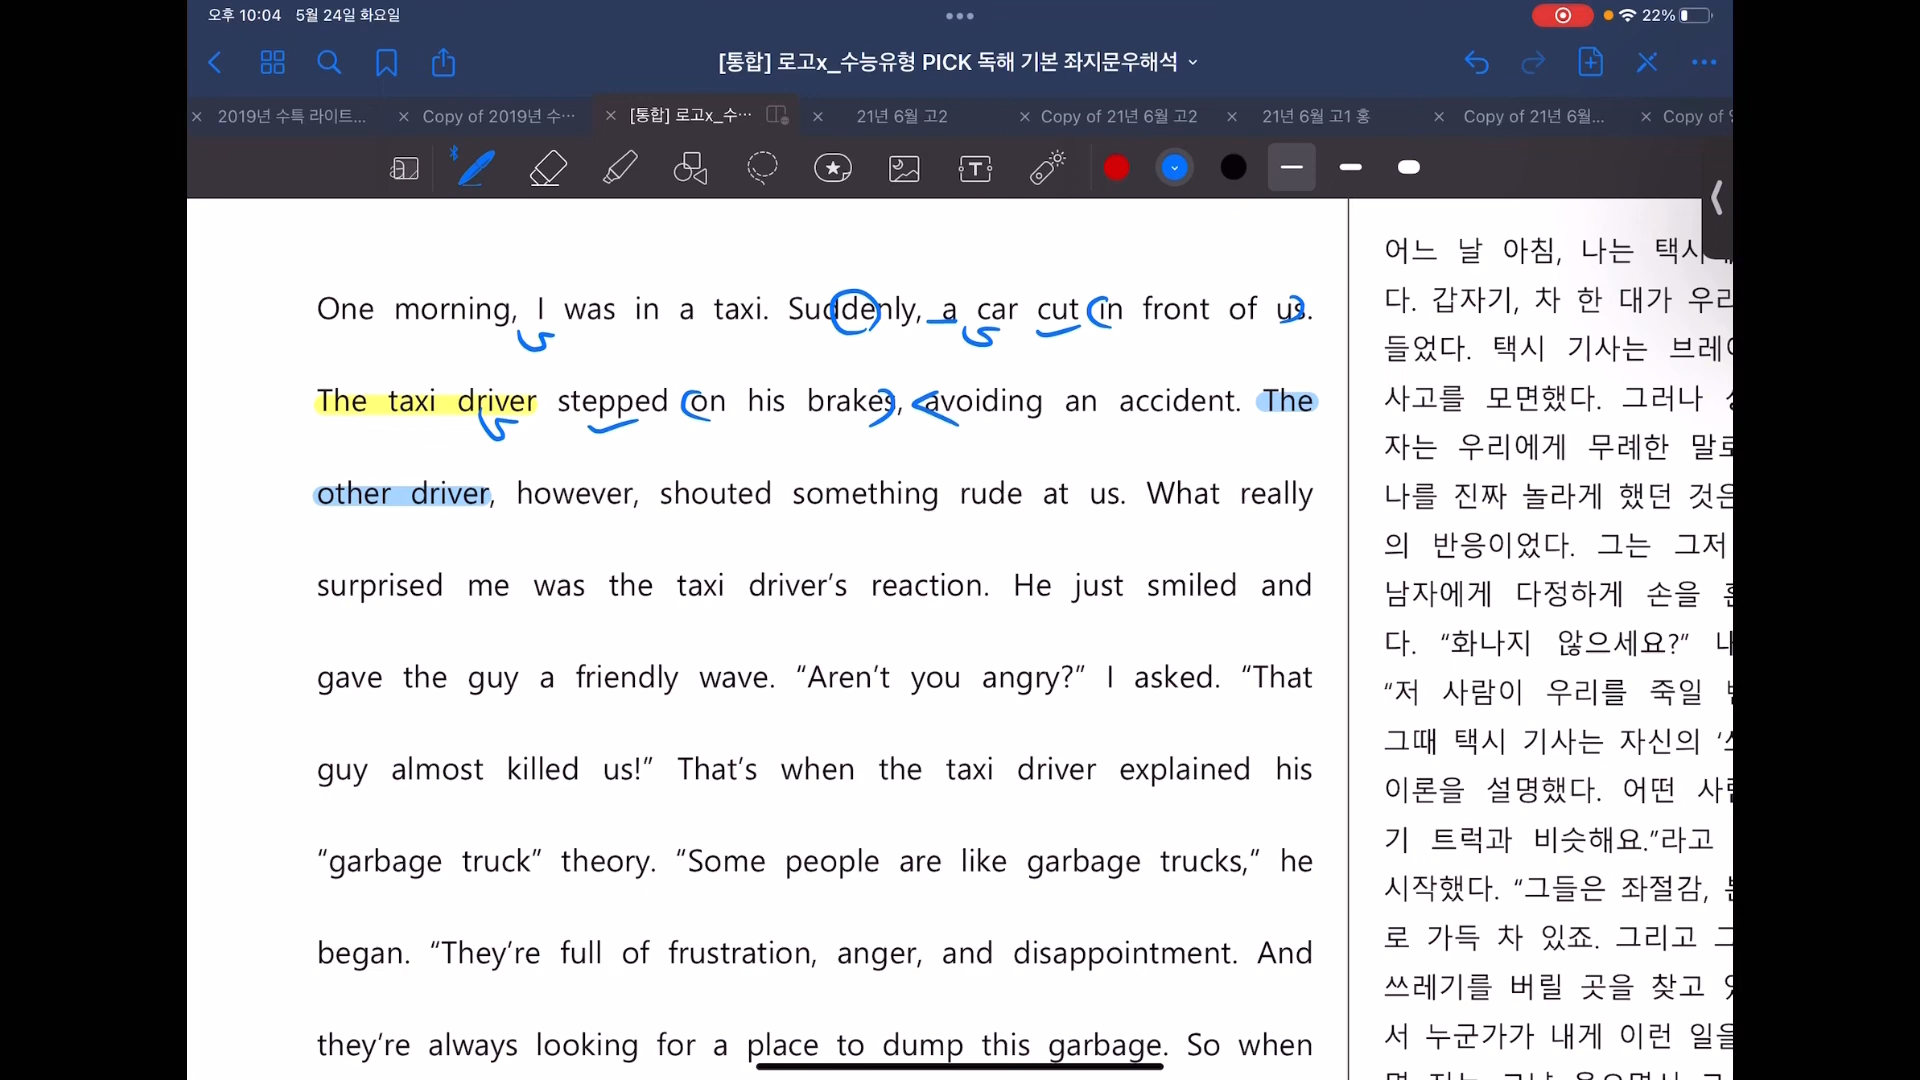 오후 10:04 5월 24일 화요일
22%
[통합] 로고x_수능유형 PICK 독해 기본 좌지문우해석
2019년 수특 라이트...
Copy of 2019년 수...
[통합] 로고x_수...
21년 6월 고2
Copy of 21년 6월 고2
21년 6월 고1 홍
Copy of 21년 6월...
Copy of
One morning, I was in a taxi. Suddenly, a car cut in front of us.
The taxi driver stepped on his brakes, avoiding an accident. The
other driver, however, shouted something rude at us. What really
surprised me was the taxi driver’s reaction. He just smiled and
gave the guy a friendly wave. “Aren’t you angry?” I asked. “That
guy almost killed us!” That’s when the taxi driver explained his
“garbage truck” theory. “Some people are like garbage trucks,” he
began. “They’re full of frustration, anger, and disappointment. And
they’re always looking for a place to dump this garbage. So when
어느 날 아침, 나는 택시
다. 갑자기, 차 한 대가 우리
들었다. 택시 기사는 브레이
사고를 모면했다. 그러나
자는 우리에게 무례한 말로
나를 진짜 놀라게 했던 것은
의 반응이었다. 그는 그저
남자에게 다정하게 손을
다. “화나지 않으세요?”
“저 사람이 우리를 죽일
그때 택시 기사는 자신의
이론을 설명했다. 어떤 사람
기 트럭과 비슷해요.”라고
시작했다. “그들은 좌절감,
로 가득 차 있죠. 그리고
쓰레기를 버릴 곳을 찾고
서 누군가가 내게 이런 일을